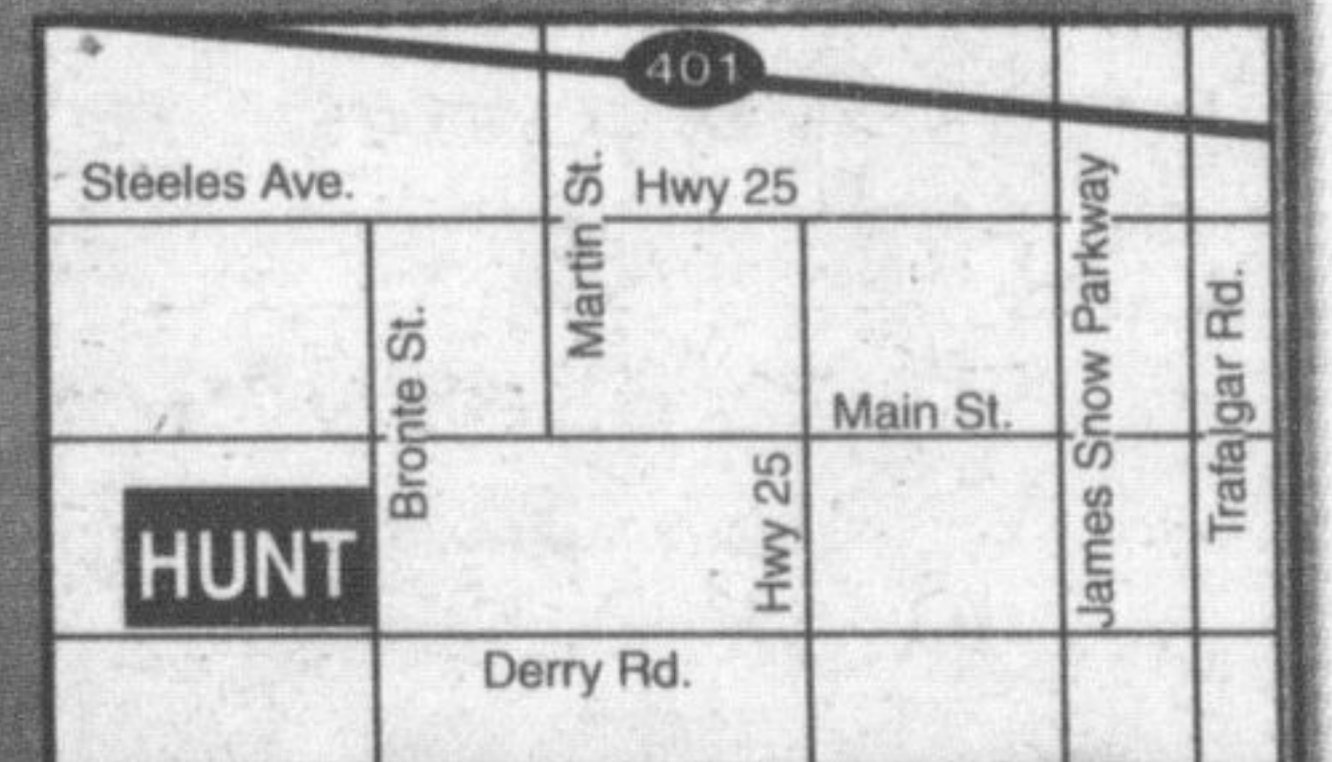 401
Steeles Ave.
Hwy 25
Martin St.
James Snow Parkway
Trafalgar Rd.
Bronte St.
Main St.
Hwy 25
HUNT
Derry Rd.